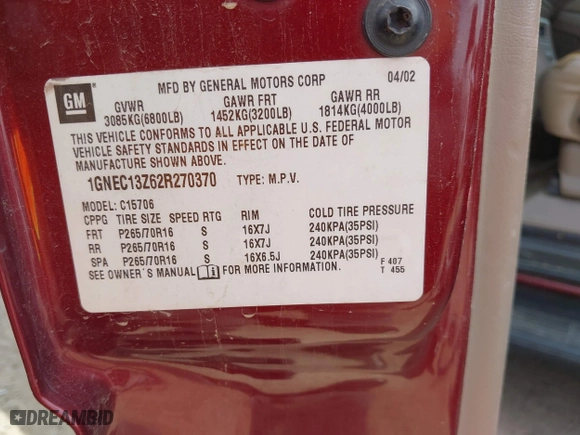 MFD BY GENERAL MOTORS CORP 04/02
GM GVWR GAWR FRT GAWR RR
3085KG(6800LB) 1452KG(3200LB) 1814KG(4000LB)
THIS VEHICLE CONFORMS TO ALL APPLICABLE U.S. FEDERAL MOTOR
VEHICLE SAFETY STANDARDS IN EFFECT ON THE DATE OF
MANUFACTURE SHOWN ABOVE.
1GNEC13Z62R270370 TYPE: M.P.V.
MODEL: C15706
CPPG TIRE SIZE SPEED RTG RIM COLD TIRE PRESSURE
FRT P265/70R16 S 16X7J 240KPA(35PSI)
RR P265/70R16 S 16X7J 240KPA(35PSI)
SPA P265/70R16 S 16X6.5J 240KPA(35PSI)
SEE OWNER'S MANUAL FOR MORE INFORMATION.
F 407
T 455
DREAMBID